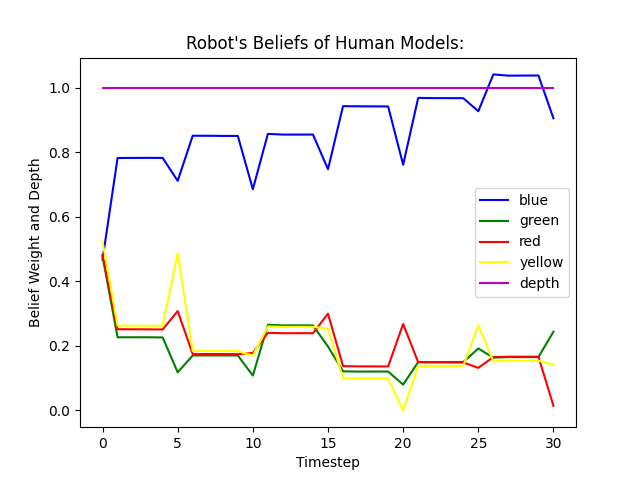 Robot's Beliefs of Human Models:
Belief Weight and Depth
1.0
0.8
0.6
0.4
0.2
0.0
blue
green
red
yellow
depth
0 5 10 15 20 25 30
Timestep